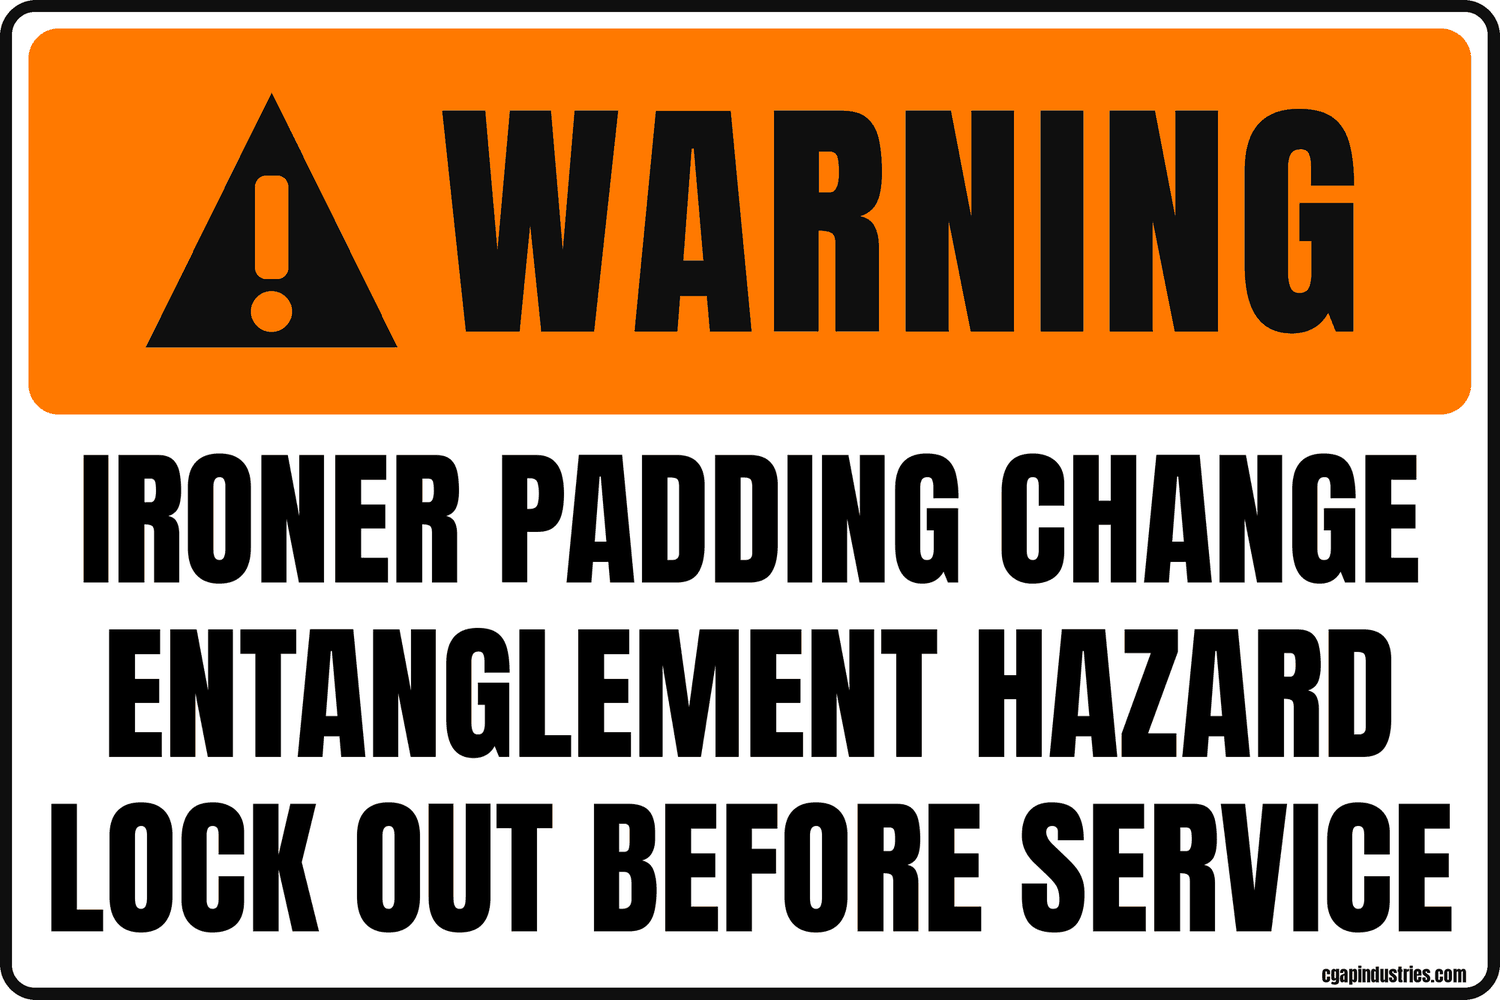 WARNING
IRONER PADDING CHANGE
ENTANGLEMENT HAZARD
LOCK OUT BEFORE SERVICE
cgapindustries.com